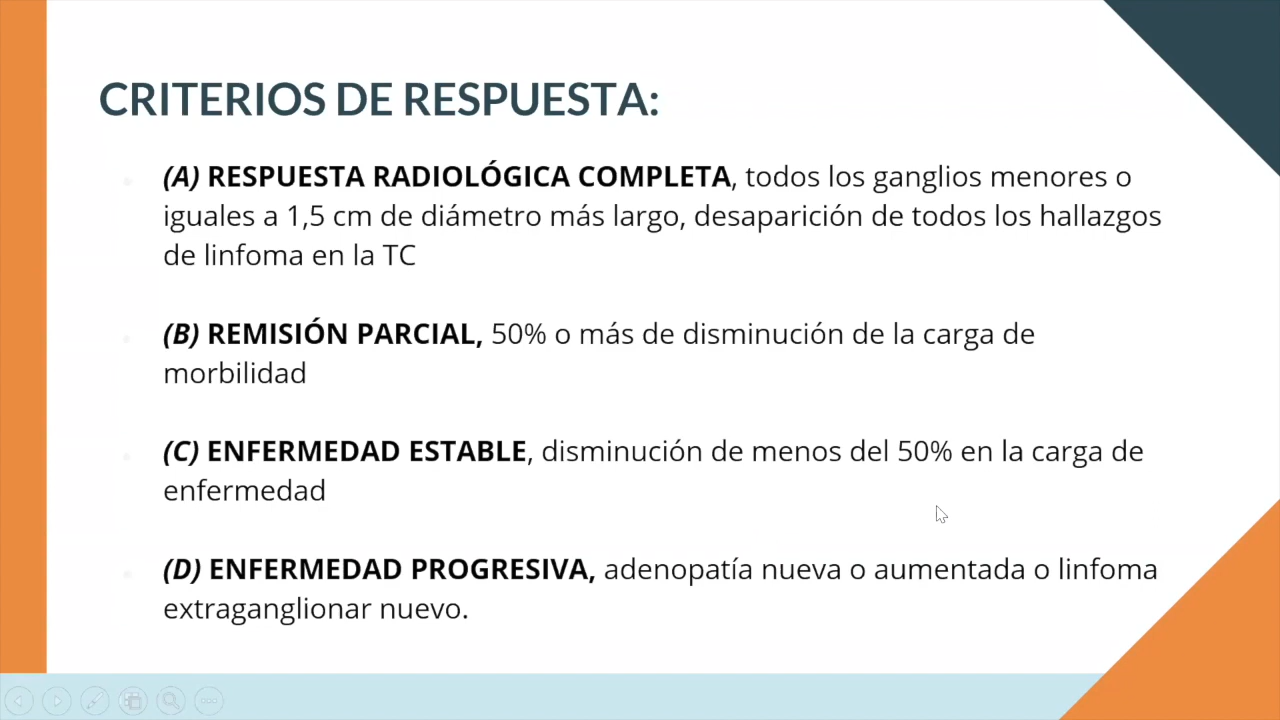 CRITERIOS DE RESPUESTA:
(A) RESPUESTA RADIOLÓGICA COMPLETA, todos los ganglios menores o
iguales a 1,5 cm de diámetro más largo, desaparición de todos los hallazgos
de linfoma en la TC
(B) REMISIÓN PARCIAL, 50% o más de disminución de la carga de
morbilidad
(C) ENFERMEDAD ESTABLE, disminución de menos del 50% en la carga de
enfermedad
(D) ENFERMEDAD PROGRESIVA, adenopatía nueva o aumentada o linfoma
extraganglionar nuevo.